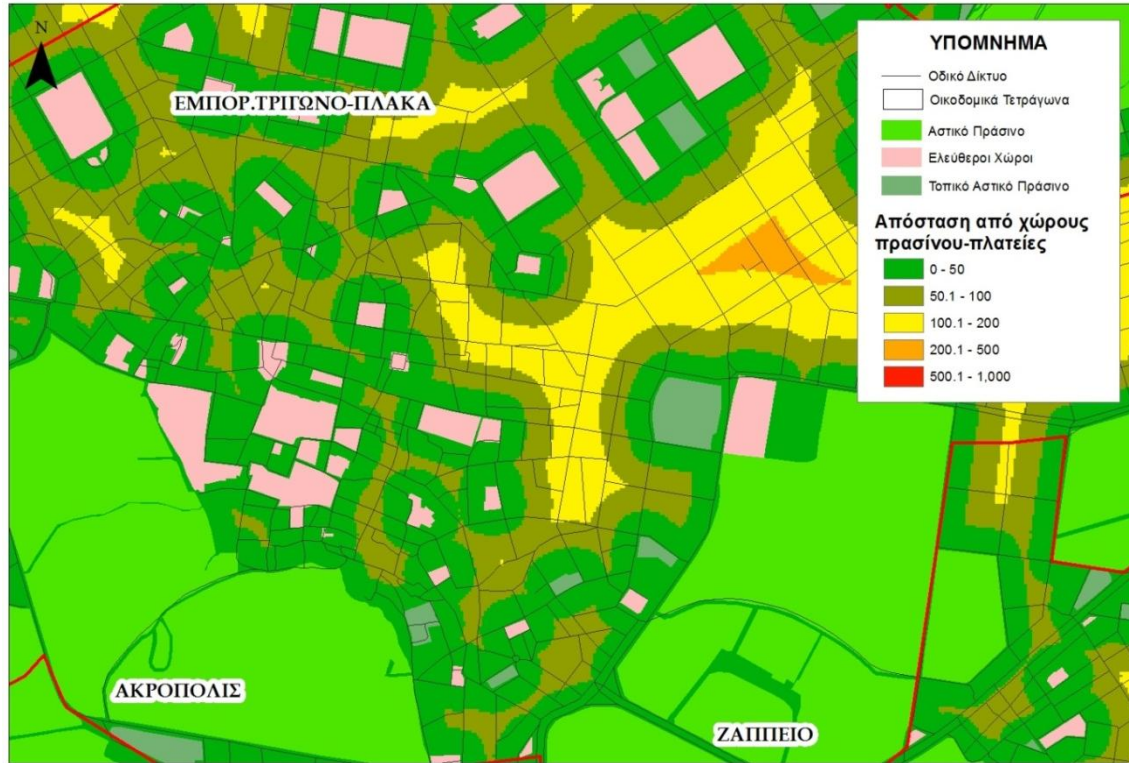 N
ΕΜΠΟΡ.ΤΡΙΓΩΝΟ-ΠΛΑΚΑ
ΑΚΡΟΠΟΛΙΣ
ΖΑΠΠΕΙΟ
ΥΠΟΜΝΗΜΑ
Οδικό Δίκτυο
Οικοδομικά Τετράγωνα
Αστικό Πράσινο
Ελεύθεροι Χώροι
Τοπικό Αστικό Πράσινο
Απόσταση από χώρους
πρασίνου-πλατείες
0 - 50
50.1 - 100
100.1 - 200
200.1 - 500
500.1 - 1,000